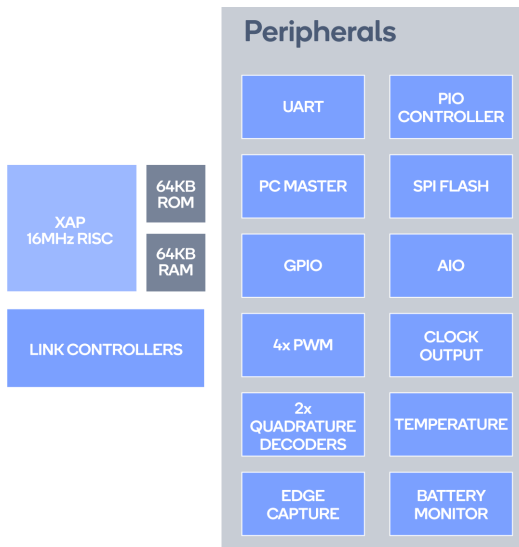 Peripherals
UART
PIO
CONTROLLER
PC MASTER
SPI FLASH
XAP
16MHz RISC
64KB
ROM
64KB
RAM
GPIO
AIO
LINK CONTROLLERS
4x PWM
CLOCK
OUTPUT
2x
QUADRATURE
DECODERS
TEMPERATURE
EDGE
CAPTURE
BATTERY
MONITOR